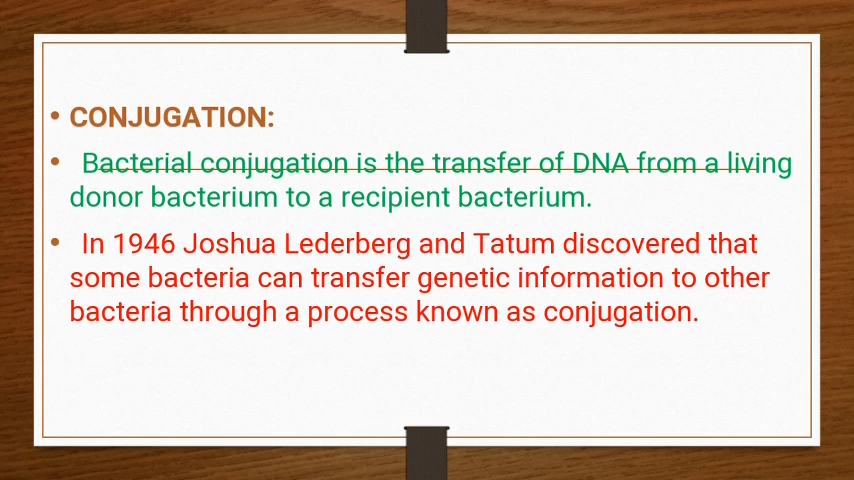 • CONJUGATION:
• Bacterial conjugation is the transfer of DNA from a living
donor bacterium to a recipient bacterium.
• In 1946 Joshua Lederberg and Tatum discovered that
some bacteria can transfer genetic information to other
bacteria through a process known as conjugation.